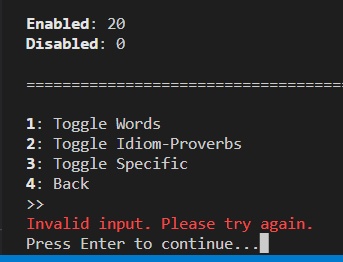 Enabled: 20
Disabled: 0
===================================
1: Toggle Words
2: Toggle Idiom-Proverbs
3: Toggle Specific
4: Back
>>
Invalid input. Please try again.
Press Enter to continue...